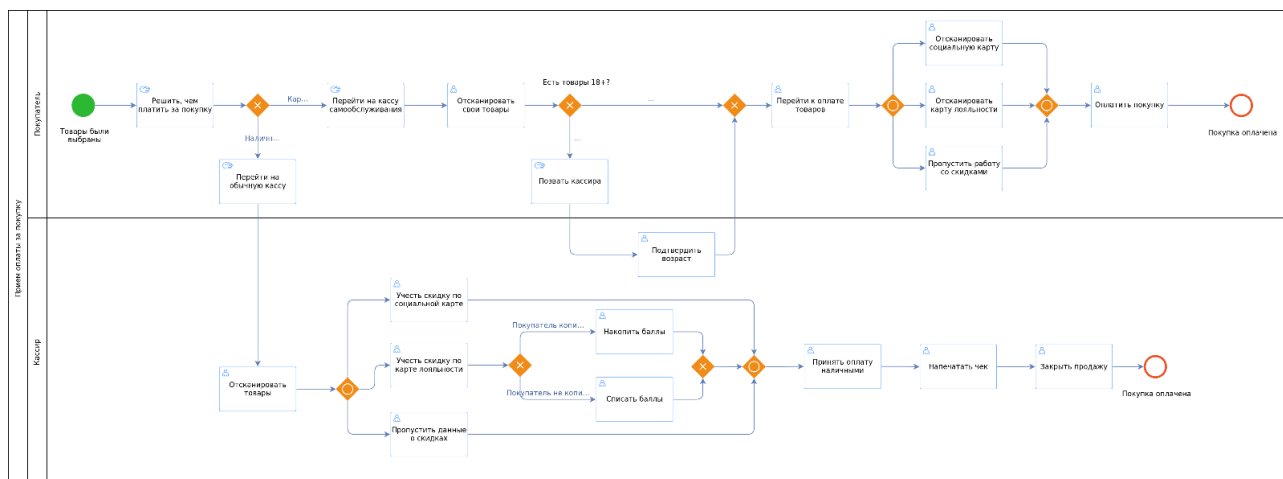 Прием оплаты за покупку
Покупатель
Товары были
выбраны
Решить, чем
платить за покупку
Кар...
Наличн...
Перейти на кассу
самообслуживания
Перейти на
обычную кассу
Отсканировать
свои товары
Есть товары 18+?
...
...
Позвать кассира
Перейти к оплате
товаров
Отсканировать
социальную карту
Отсканировать
карту лояльности
Пропустить работу
со скидками
Оплатить покупку
Покупка оплачена
Кассир
Подтвердить
возраст
Отсканировать
товары
Учесть скидку по
социальной карте
Учесть скидку по
карте лояльности
Пропустить данные
о скидках
Покупатель копи...
Покупатель не копи...
Накопить баллы
Списать баллы
Принять оплату
наличными
Напечатать чек
Закрыть продажу
Покупка оплачена